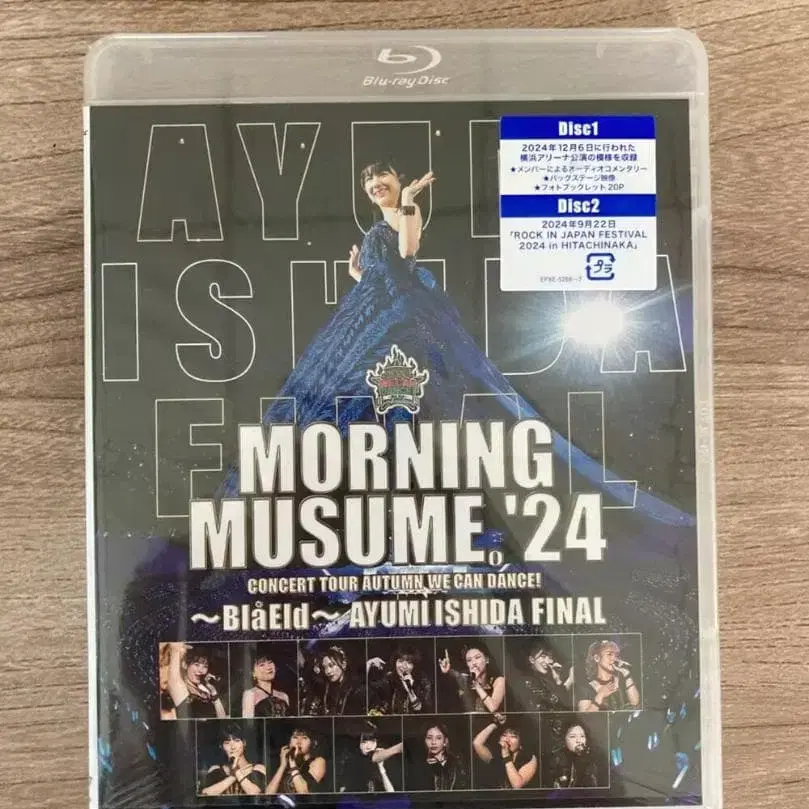 Blu-ray Disc
AYU
ISHIDA
FINAL
Disc1
2024年12月6日に行われた
横浜アリーナ公演の模様を収録
★メンバーによるオーディオコメンタリー
★バックステージ映像
★フォトブックレット20P
Disc2
2024年9月22日
「ROCK IN JAPAN FESTIVAL
2024 in HITACHINAKA」
プラ
MORNING
MUSUME。'24
CONCERT TOUR AUTUMN WE CAN DANCE!
～BlåEld～ AYUMI ISHIDA FINAL